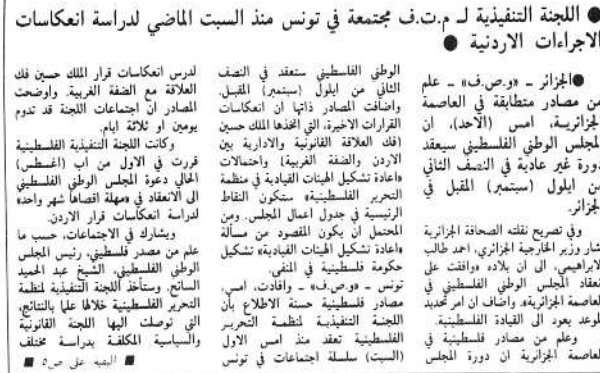 ● اللجنة التنفيذية لـ م.ت.ف مجتمعة في تونس منذ السبت الماضي لدراسة انعكاسات
الاجراءات الاردنية ●
●الجزائر ـ «و.ص.ف» ـ علم
من مصادر متطابقة في العاصمة
الجزائرية، امس (الاحد)، ان
المجلس الوطني الفلسطيني سيعقد
دورة غير عادية في النصف الثاني
من ايلول (سبتمبر) المقبل في
لجزائر.
وفي تصريح نقلته الصحافة الجزائرية
شار وزير الخارجية الجزائري، احمد طالب
لابراهيمي، الى ان بلاده «وافقت على
نعقاد المجلس الوطني الفلسطيني في
لعاصمة الجزائرية». واضاف ان امر تحديد
لموعد يعود الى القيادة الفلسطينية.
وعلم من مصادر فلسطينية في
لعاصمة الجزائرية ان دورة المجلس
الوطني الفلسطيني ستعقد في النصف
الثاني من ايلول (سبتمبر) المقبل.
واضافت المصادر ذاتها ان انعكاسات
القرارات الاخيرة، التي اتخذها الملك حسين
(فك العلاقة القانونية والادارية بين
الاردن والضفة الغربية) واحتمالات
«اعادة تشكيل الهيئات القيادية في منظمة
التحرير الفلسطينية» ستكون النقاط
الرئيسية في جدول اعمال المجلس. ومن
المحتمل ان يكون المقصود من مسألة
«اعادة تشكيل الهيئات القيادية» تشكيل
حكومة فلسطينية في المنفى.
تونس ـ «و.ص.ف» ـ وافادت، امس،
مصادر فلسطينية حسنة الاطلاع بأن
اللجنة التنفيذية لمنظمة التحرير
الفلسطينية تعقد منذ امس الاول
(السبت) سلسلة اجتماعات في تونس
لدرس انعكاسات قرار الملك حسين فك
العلاقة مع الضفة الغربية. واوضحت
المصادر ان اجتماعات اللجنة قد تدوم
يومين او ثلاثة ايام.
وكانت اللجنة التنفيذية الفلسطينية
قررت في الاول من اب (اغسطس)
الحالي دعوة المجلس الوطني الفلسطيني
الى الانعقاد في «مهلة اقصاها شهر واحد»
لدراسة انعكاسات قرار الاردن.
ويشارك في الاجتماعات، حسب ما
علم من مصدر فلسطيني، رئيس المجلس
الوطني الفلسطيني، الشيخ عبد الحميد
السائح. وستأخذ اللجنة التنفيذية لمنظمة
التحرير الفلسطينية خلالها علما بالنتائج،
التي توصلت اليها اللجنة القانونية
والسياسية المكلفة بدراسة مختلف
■ البقية على ص٥ ■